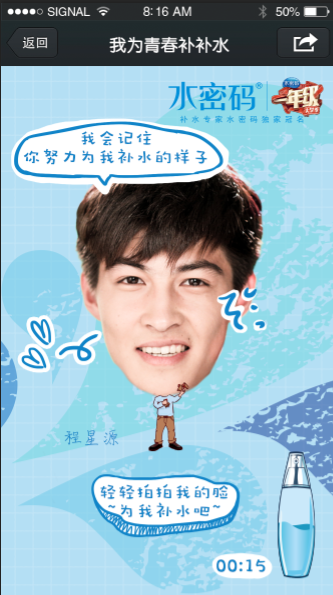 SIGNAL 8:16 AM 50%
返回 我为青春补补水
水密码® 一年级
补水专家水密码独家冠名
我会记住
你努力为我补水的样子
程星源
轻轻拍拍我的脸
~为我补水吧~
00:15